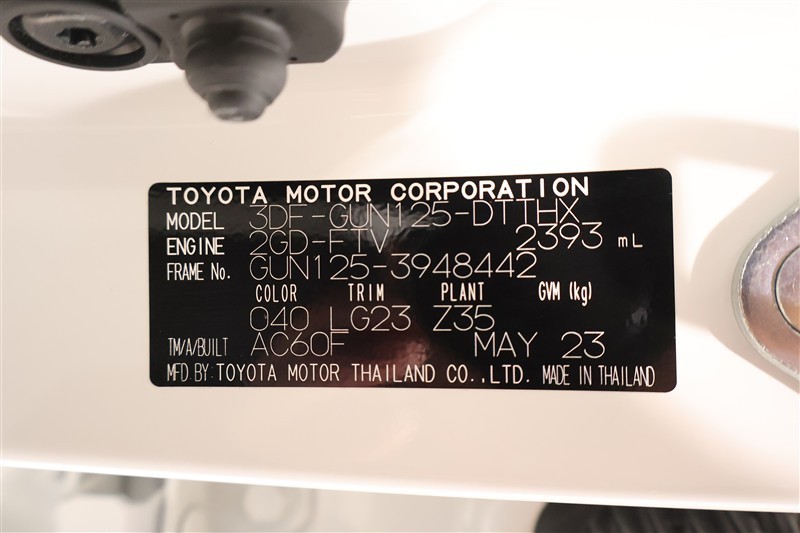 TOYOTA MOTOR CORPORATION
MODEL 3DF-GUN125-DTTHX
ENGINE 2GD-FTV 2393 mL
FRAME No. GUN125-3948442
COLOR TRIM PLANT GVM (kg)
040 LG23 Z35
TM/A/BUILT AC60F MAY 23
MFD BY: TOYOTA MOTOR THAILAND CO.,LTD. MADE IN THAILAND